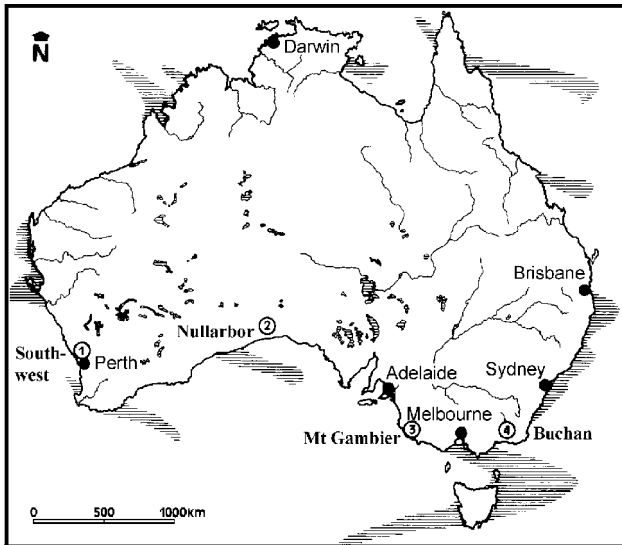 N
Darwin
Brisbane
Nullarbor 2
1
South-
west
Perth
Adelaide
Sydney
Melbourne
Mt Gambier 3
4 Buchan
0 500 1000km